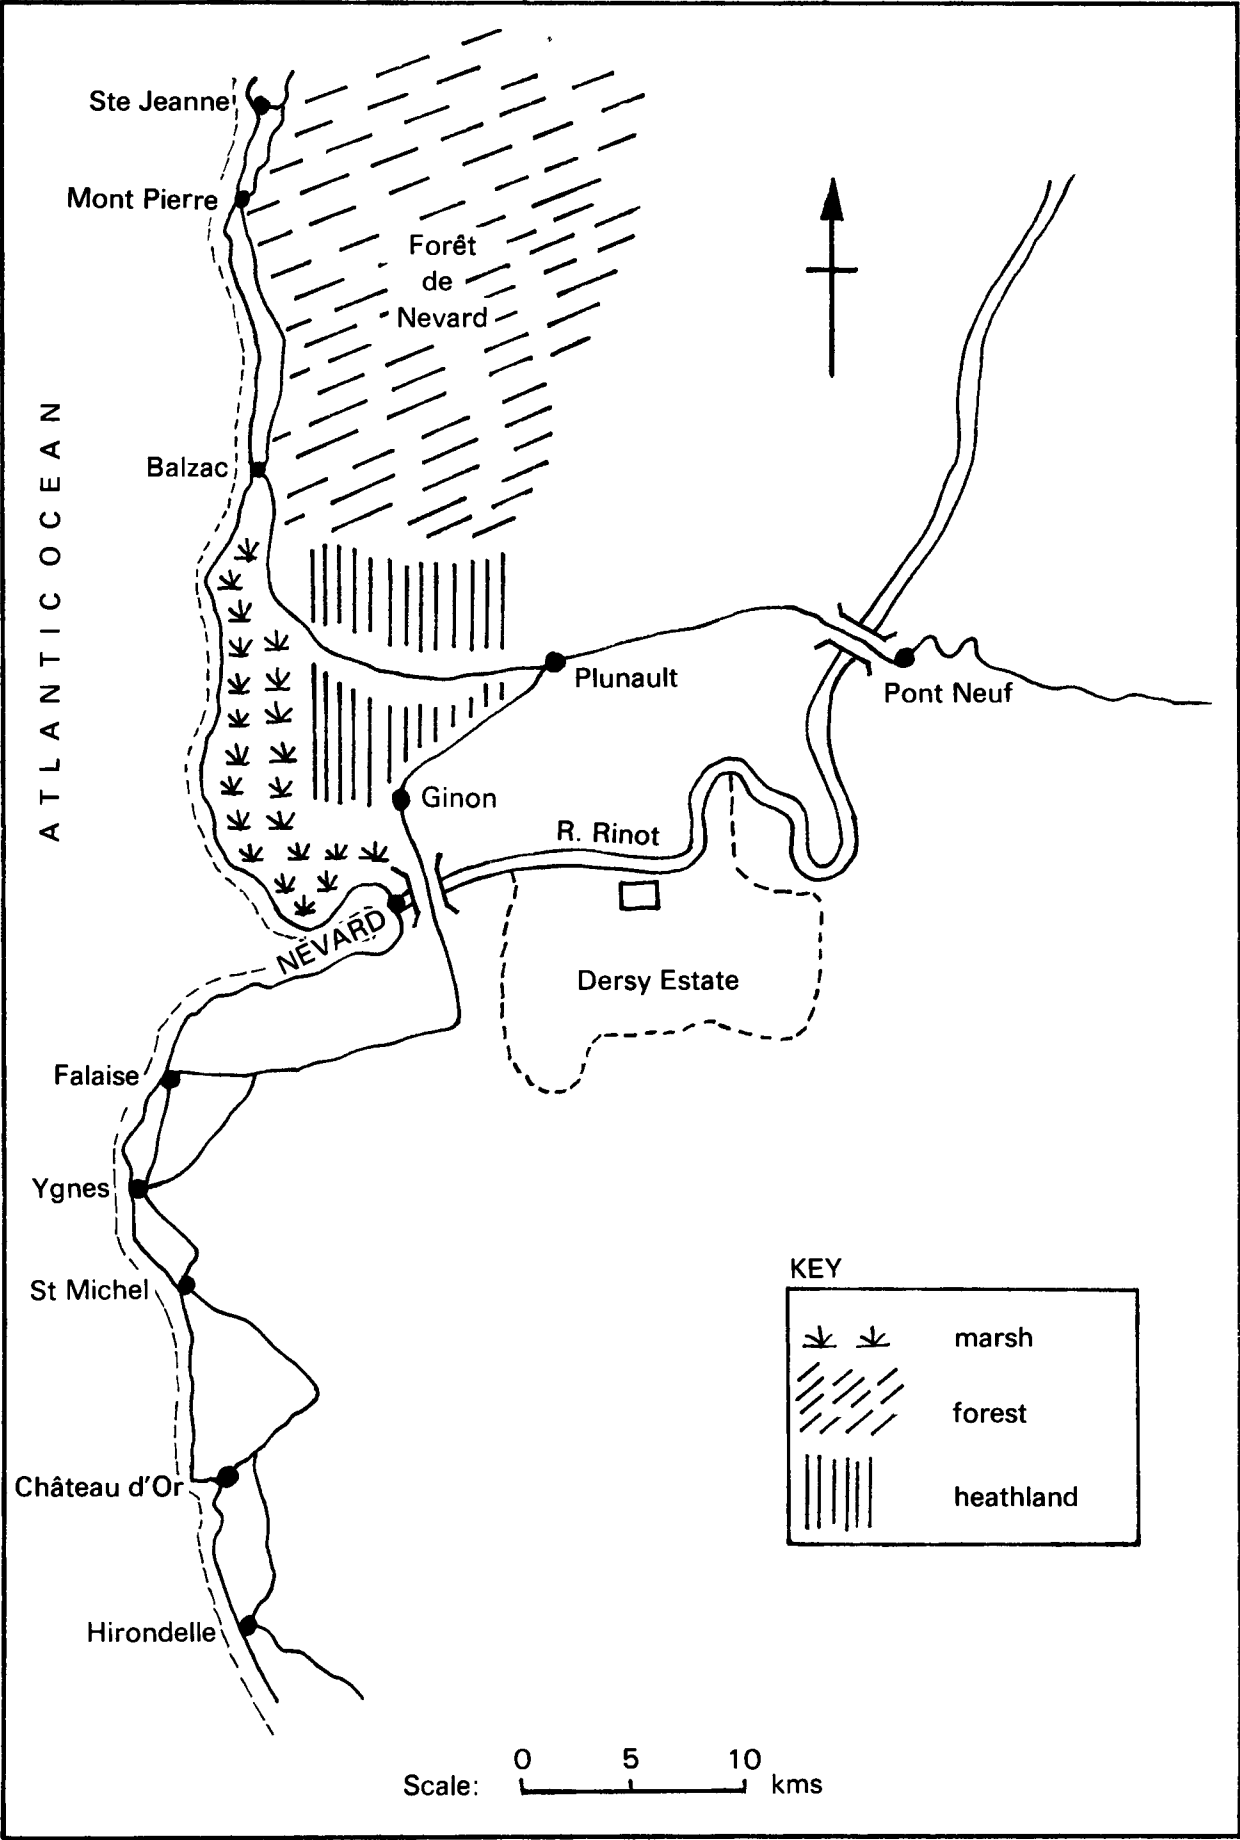 Ste Jeanne
Mont Pierre
Forêt
de
Nevard
ATLANTIC OCEAN
Balzac
Plunault
Pont Neuf
Ginon
R. Rinot
NEVARD
Dersy Estate
Falaise
Ygnes
St Michel
KEY
marsh
forest
heathland
Château d'Or
Hirondelle
0 5 10
Scale: kms